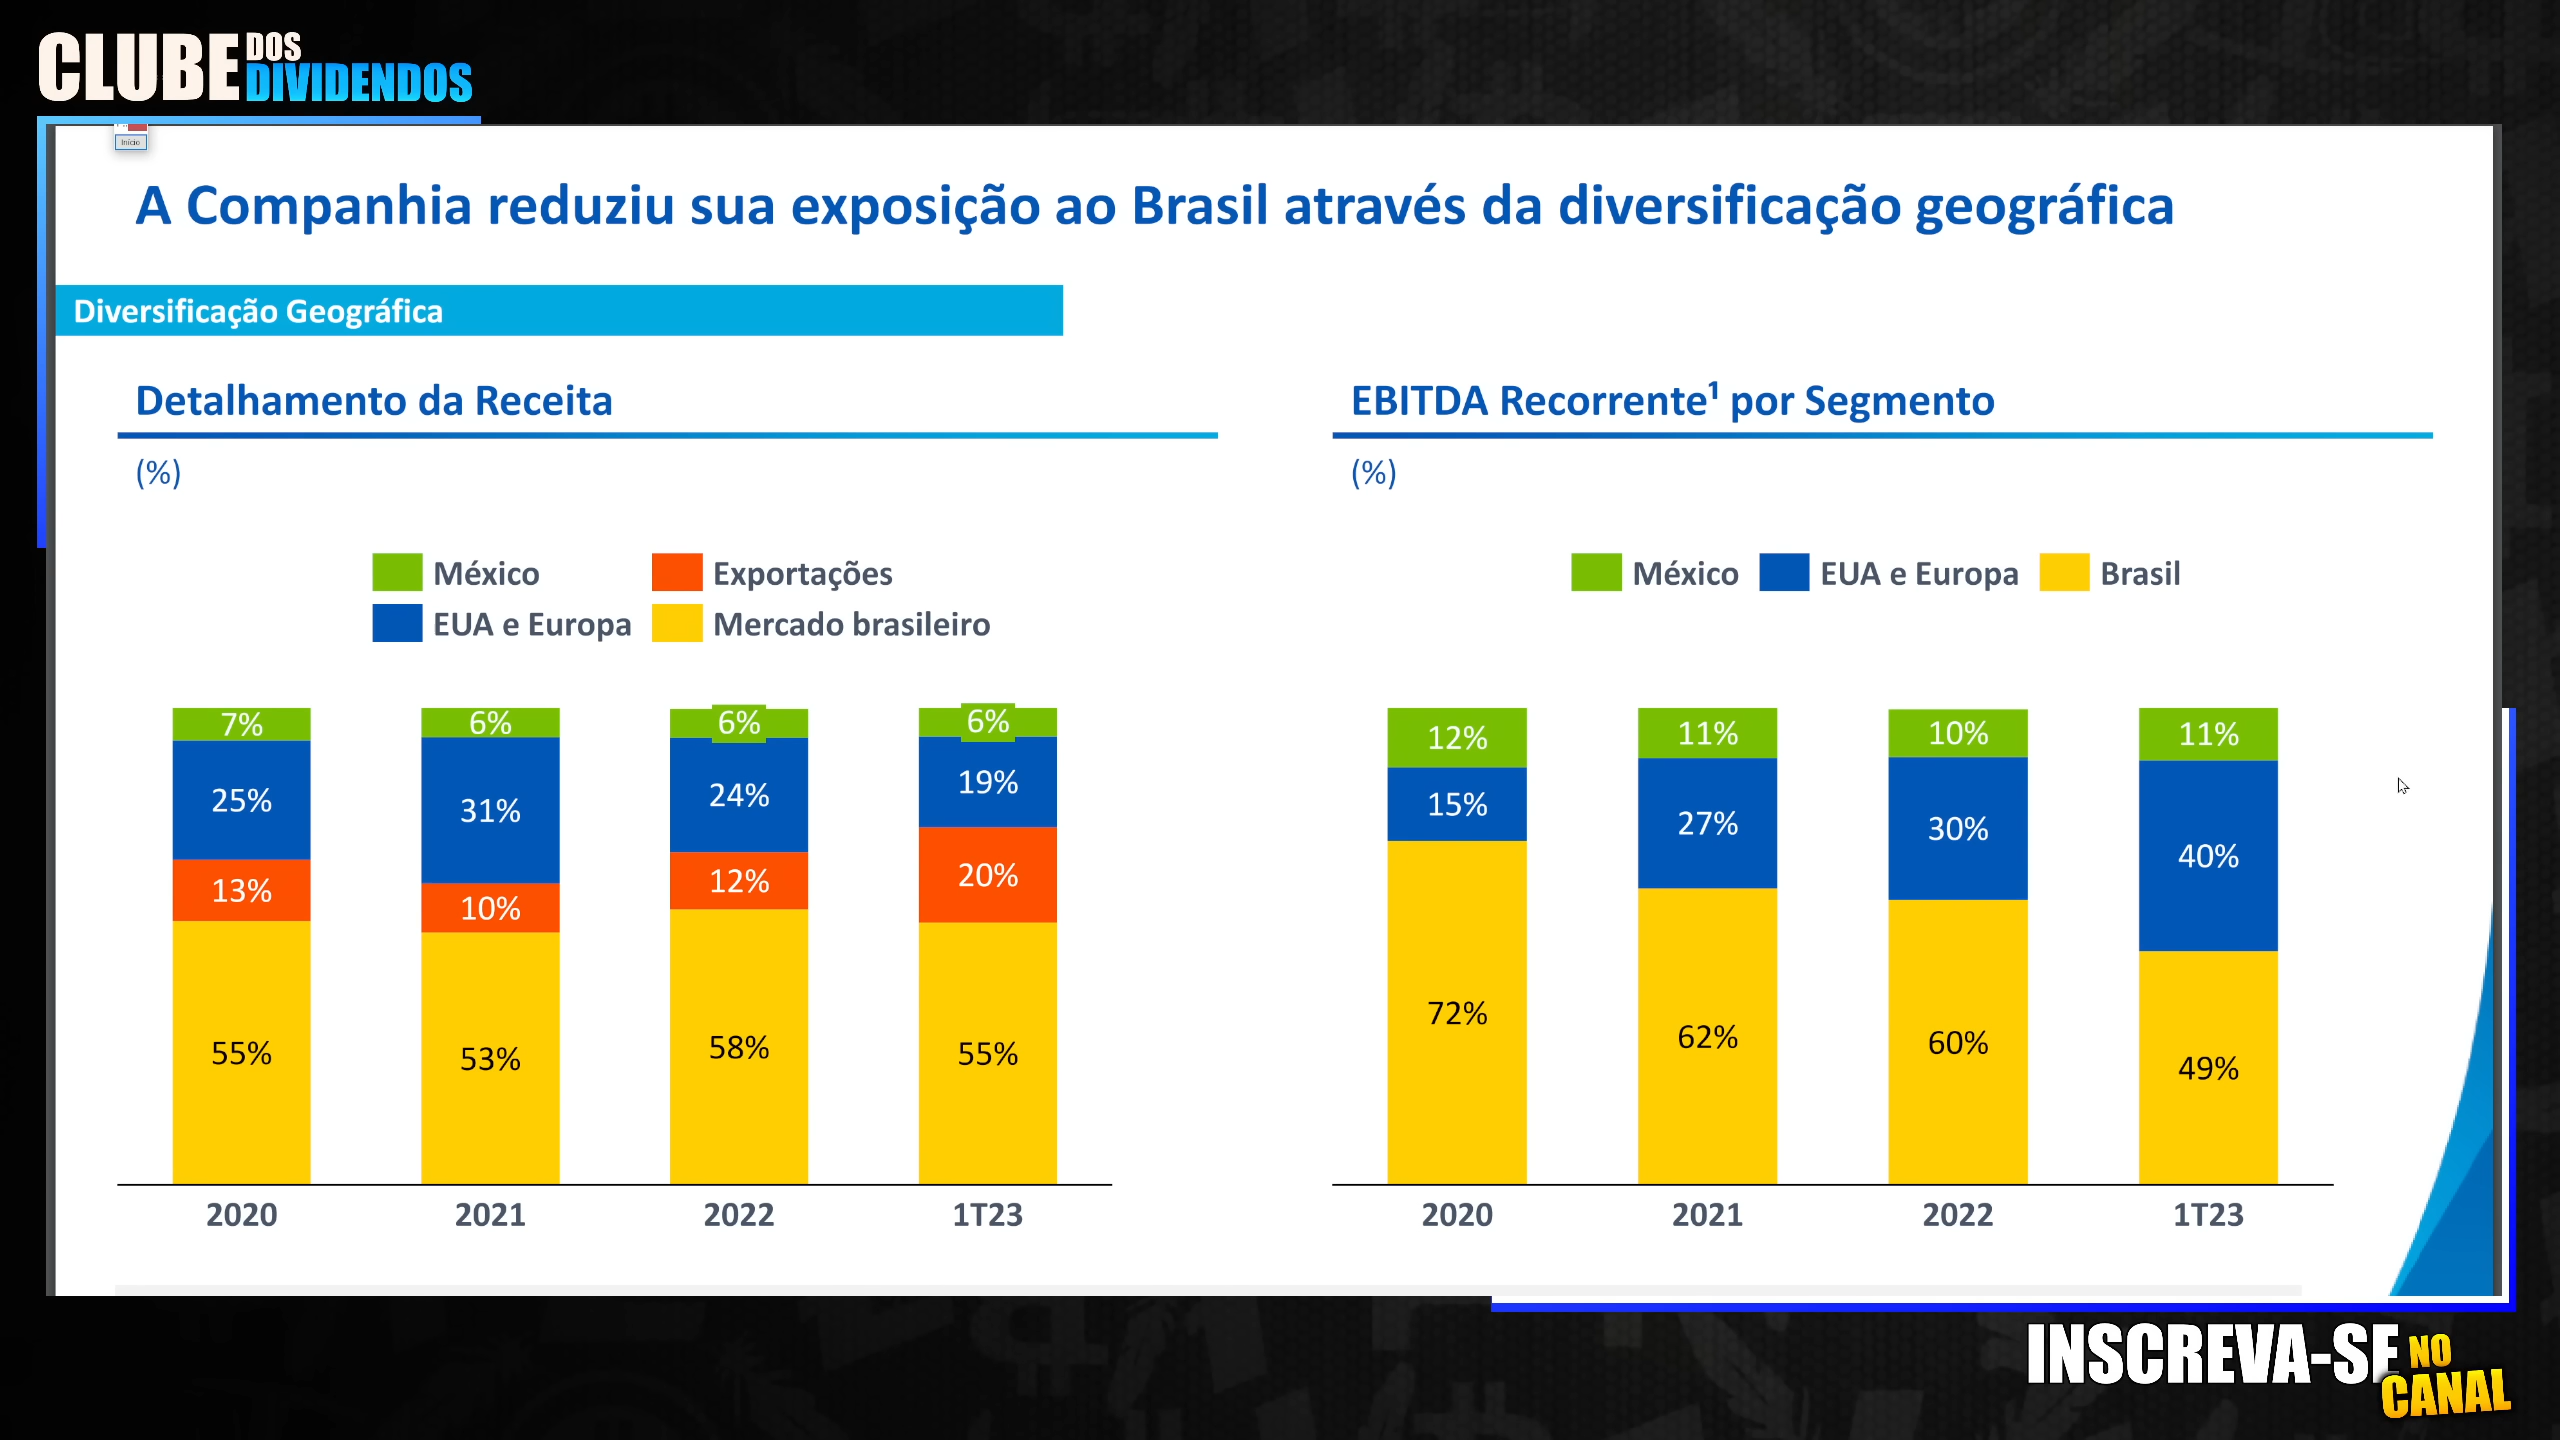 CLUBE DOS DIVIDENDOS
Início
A Companhia reduziu sua exposição ao Brasil através da diversificação geográfica
Diversificação Geográfica
Detalhamento da Receita
(%)
México Exportações
EUA e Europa Mercado brasileiro
7% 6% 6% 6%
25% 31% 24% 19%
13% 10% 12% 20%
55% 53% 58% 55%
2020 2021 2022 1T23
EBITDA Recorrente¹ por Segmento
(%)
México EUA e Europa Brasil
12% 11% 10% 11%
15% 27% 30% 40%
72% 62% 60% 49%
2020 2021 2022 1T23
INSCREVA-SE NO
CANAL